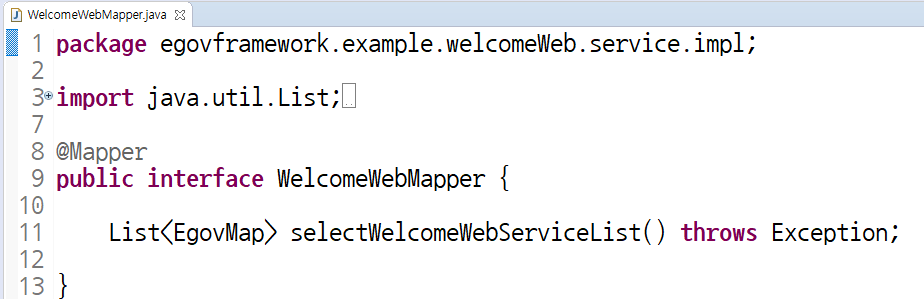 WelcomeWebMapper.java
1 package egovframework.example.welcomeWeb.service.impl;
2
3 import java.util.List;
7
8 @Mapper
9 public interface WelcomeWebMapper {
10
11 List<EgovMap> selectWelcomeWebServiceList() throws Exception;
12
13 }